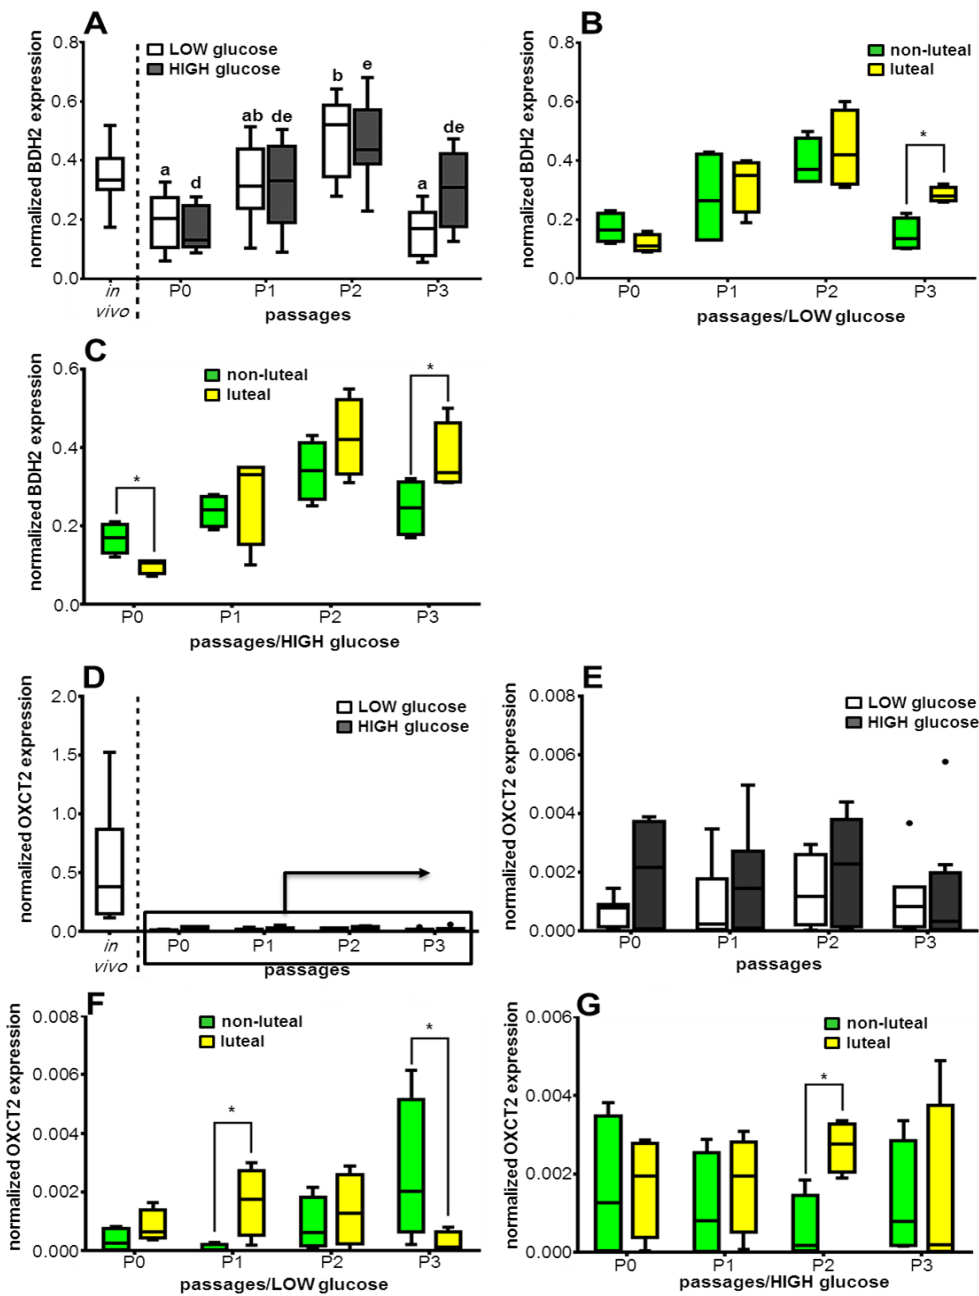 A
normalized BDH2 expression
LOW glucose
HIGH glucose
0.8
0.6
0.4
0.2
0.0
a
d
ab
de
b
e
a
de
in
vivo
P0
P1
P2
P3
passages
B
normalized BDH2 expression
non-luteal
luteal
0.8
0.6
0.4
0.2
0.0
*
P0
P1
P2
P3
passages/LOW glucose
C
normalized BDH2 expression
non-luteal
luteal
0.6
0.4
0.2
0.0
*
*
P0
P1
P2
P3
passages/HIGH glucose
D
normalized OXCT2 expression
LOW glucose
HIGH glucose
2.0
1.5
1.0
0.5
0.0
in
vivo
P0
P1
P2
P3
passages
E
normalized OXCT2 expression
LOW glucose
HIGH glucose
0.008
0.006
0.004
0.002
0.000
P0
P1
P2
P3
passages
F
normalized OXCT2 expression
non-luteal
luteal
0.008
0.006
0.004
0.002
0.000
*
*
P0
P1
P2
P3
passages/LOW glucose
G
normalized OXCT2 expression
non-luteal
luteal
0.006
0.004
0.002
0.000
*
P0
P1
P2
P3
passages/HIGH glucose